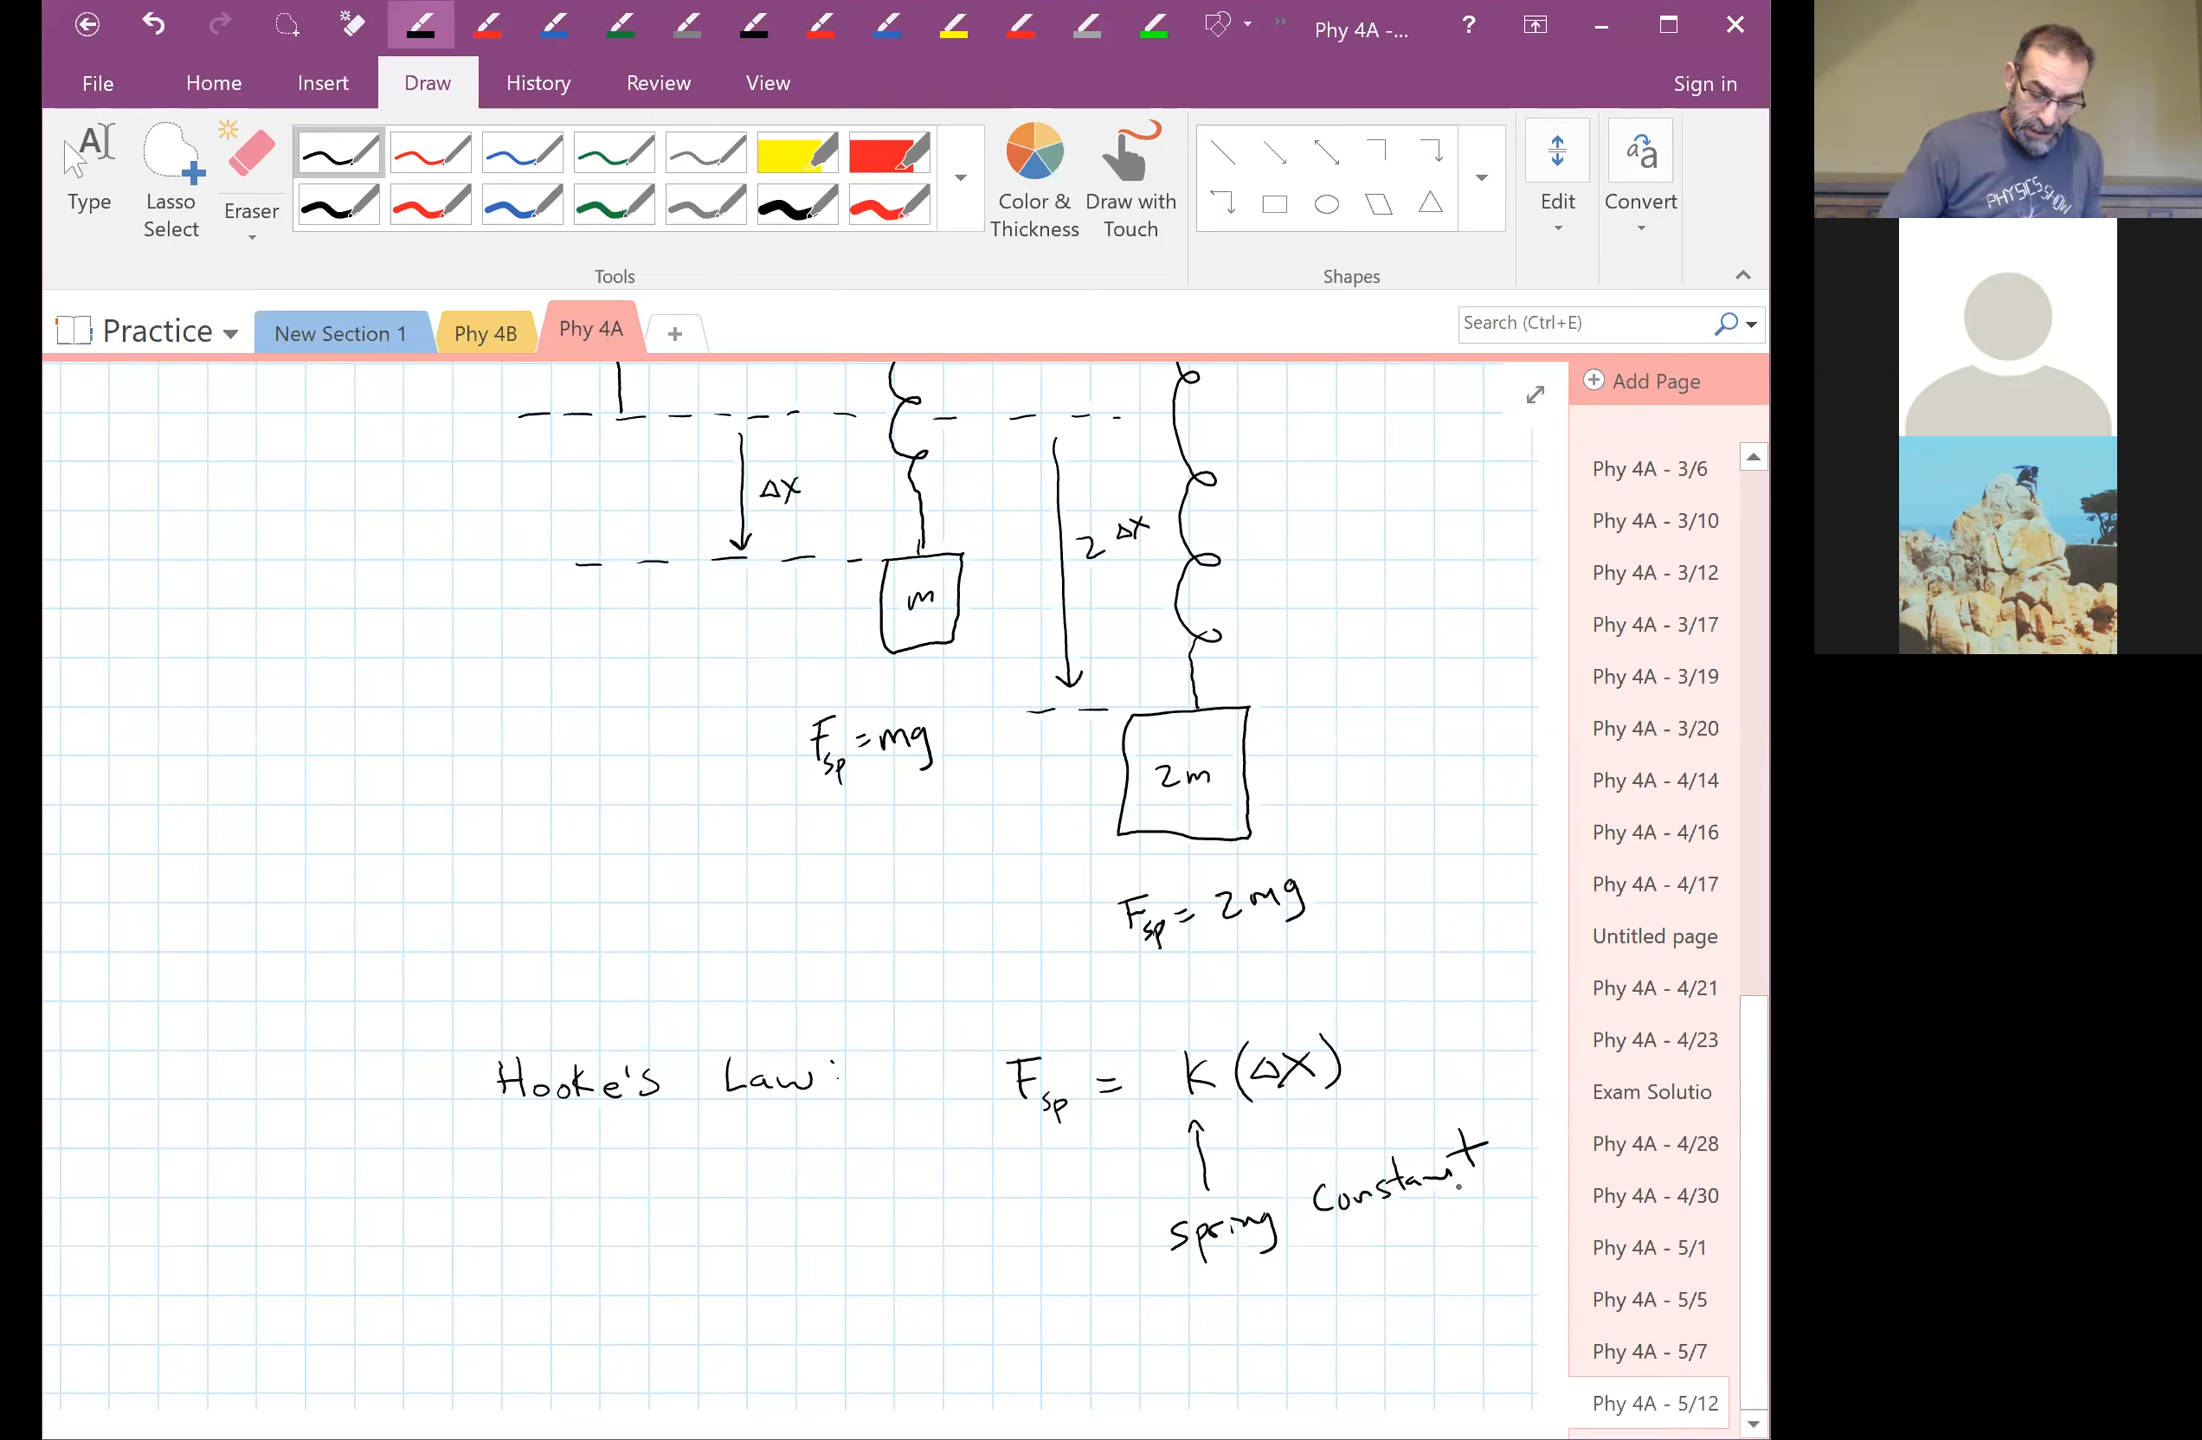 Phy 4A -...
?
File Home Insert Draw History Review View Sign in
Type
Lasso Select
Eraser
Color & Thickness
Draw with Touch
Edit
Convert
Tools
Shapes
Practice
New Section 1
Phy 4B
Phy 4A
Search (Ctrl+E)
Add Page
Phy 4A - 3/6
Phy 4A - 3/10
Phy 4A - 3/12
Phy 4A - 3/17
Phy 4A - 3/19
Phy 4A - 3/20
Phy 4A - 4/14
Phy 4A - 4/16
Phy 4A - 4/17
Untitled page
Phy 4A - 4/21
Phy 4A - 4/23
Exam Solutio
Phy 4A - 4/28
Phy 4A - 4/30
Phy 4A - 5/1
Phy 4A - 5/5
Phy 4A - 5/7
Phy 4A - 5/12
Δx
2 Δx
m
F_sp = mg
2m
F_sp = 2mg
Hooke's Law: F_sp = K (Δx)
spring constant
PHYSICS SHOW